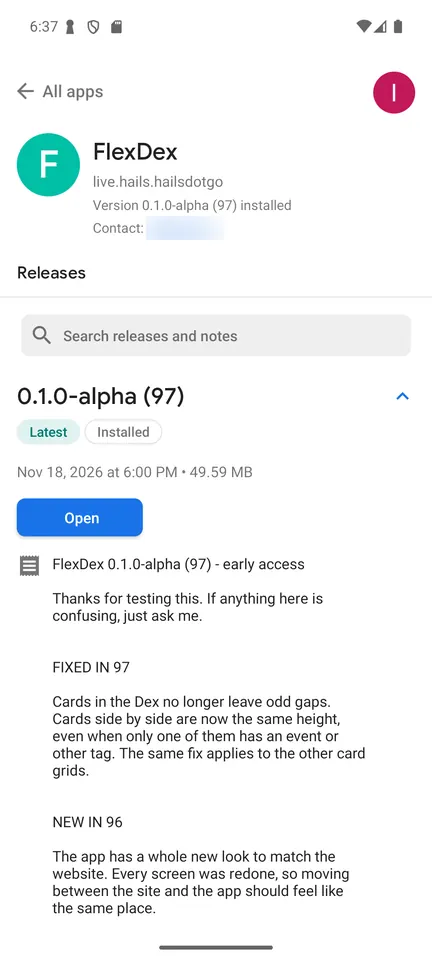 6:37
All apps
I
F
FlexDex
live.hails.hailsdotgo
Version 0.1.0-alpha (97) installed
Contact:
Releases
Search releases and notes
0.1.0-alpha (97)
Latest
Installed
Nov 18, 2026 at 6:00 PM • 49.59 MB
Open
FlexDex 0.1.0-alpha (97) - early access
Thanks for testing this. If anything here is
confusing, just ask me.
FIXED IN 97
Cards in the Dex no longer leave odd gaps.
Cards side by side are now the same height,
even when only one of them has an event or
other tag. The same fix applies to the other card
grids.
NEW IN 96
The app has a whole new look to match the
website. Every screen was redone, so moving
between the site and the app should feel like
the same place.